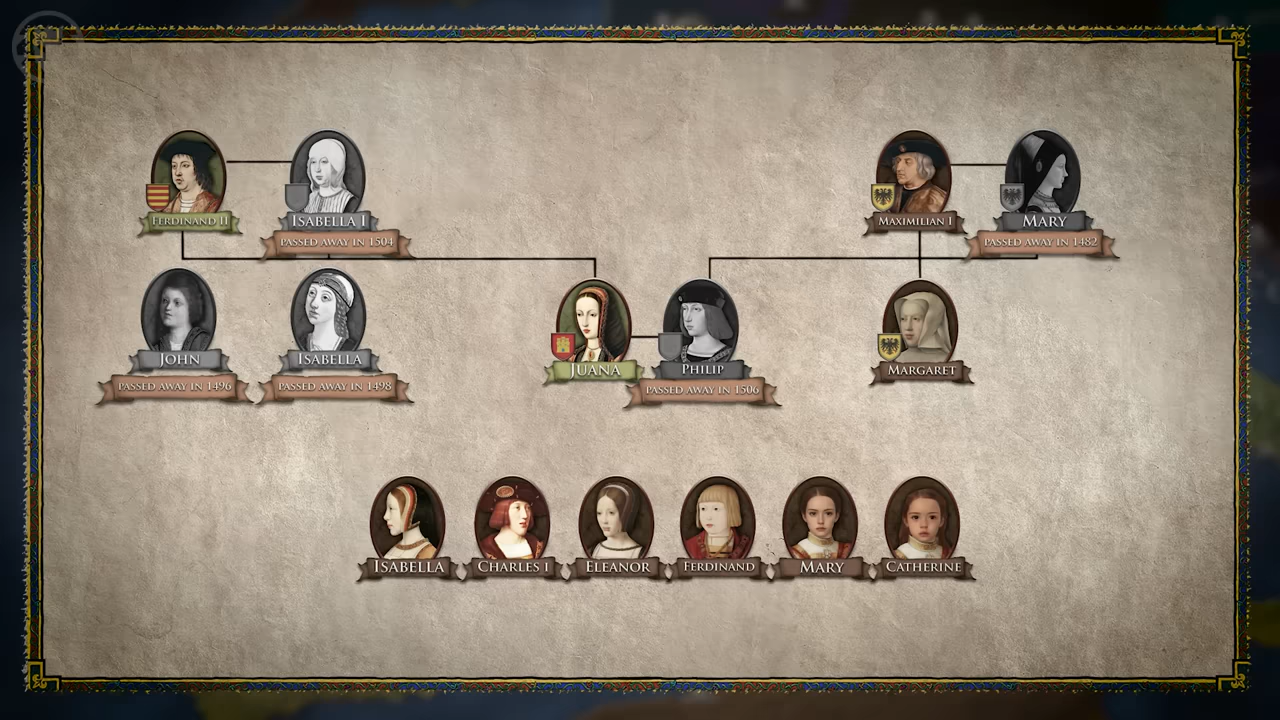 FERDINAND II
ISABELLA I
PASSED AWAY IN 1504
MAXIMILIAN I
MARY
PASSED AWAY IN 1482
JOHN
PASSED AWAY IN 1496
ISABELLA
PASSED AWAY IN 1498
JUANA
PHILIP
PASSED AWAY IN 1506
MARGARET
ISABELLA
CHARLES I
ELEANOR
FERDINAND
MARY
CATHERINE